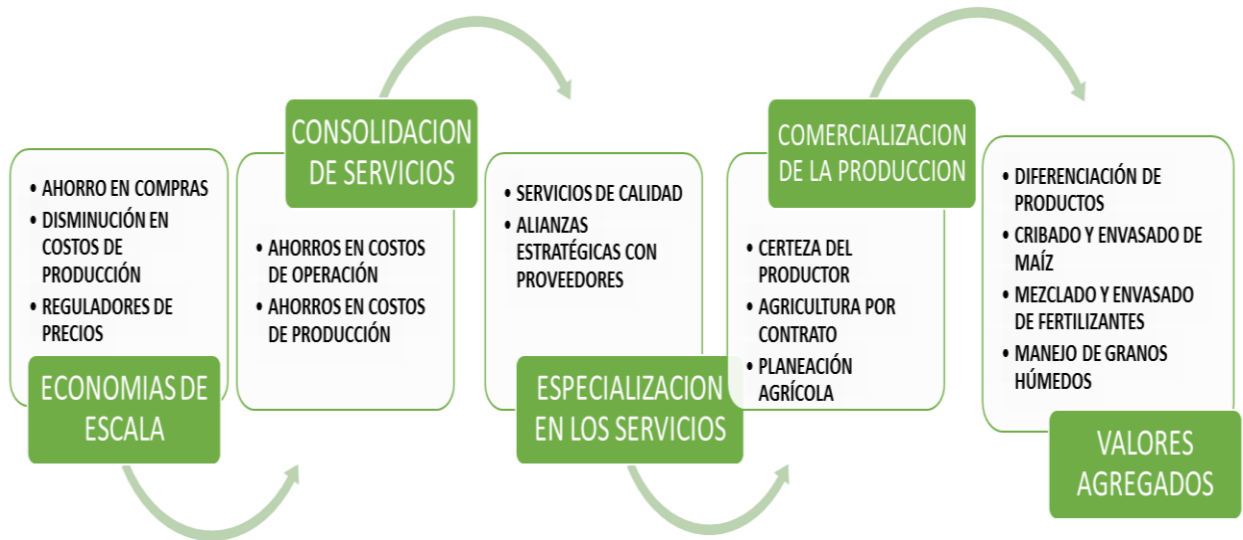 • AHORRO EN COMPRAS
• DISMINUCIÓN EN
COSTOS DE
PRODUCCIÓN
• REGULADORES DE
PRECIOS
ECONOMIAS DE
ESCALA
CONSOLIDACION
DE SERVICIOS
• AHORROS EN COSTOS
DE OPERACIÓN
• AHORROS EN COSTOS
DE PRODUCCIÓN
• SERVICIOS DE CALIDAD
• ALIANZAS
ESTRATÉGICAS CON
PROVEEDORES
ESPECIALIZACION
EN LOS SERVICIOS
COMERCIALIZACION
DE LA PRODUCCION
• CERTEZA DEL
PRODUCTOR
• AGRICULTURA POR
CONTRATO
• PLANEACIÓN
AGRÍCOLA
• DIFERENCIACIÓN DE
PRODUCTOS
• CRIBADO Y ENVASADO DE
MAÍZ
• MEZCLADO Y ENVASADO
DE FERTILIZANTES
• MANEJO DE GRANOS
HÚMEDOS
VALORES
AGREGADOS